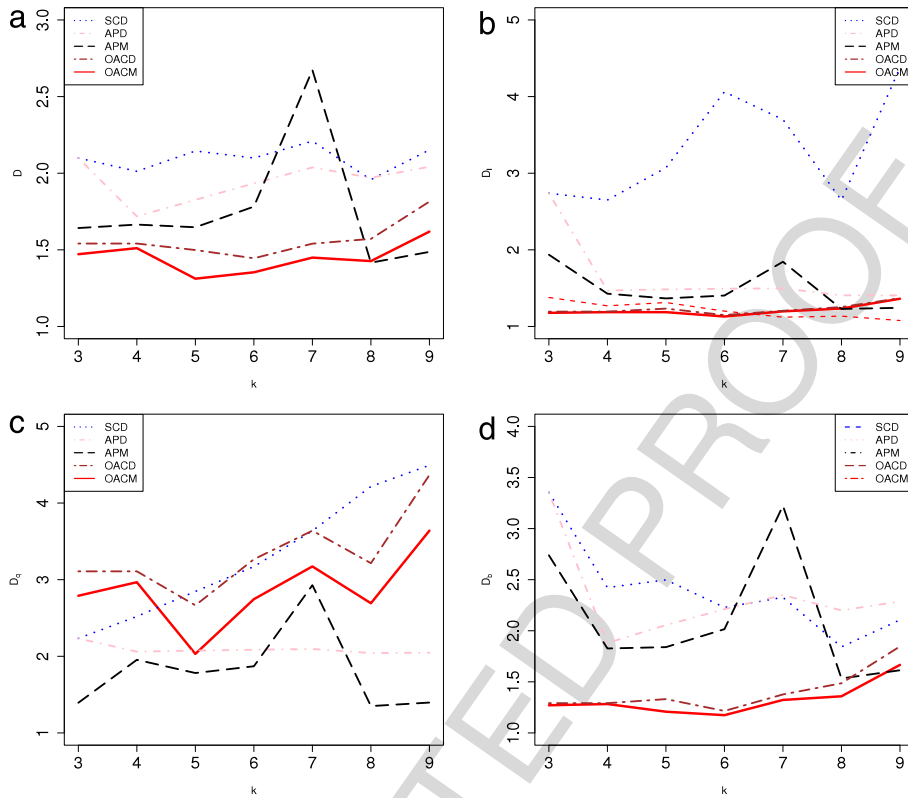 a
3.0
2.5
2.0
1.5
1.0
D
3 4 5 6 7 8 9
k
SCD
APD
APM
OACD
OACM
b
5
4
3
2
1
D_l
3 4 5 6 7 8 9
k
SCD
APD
APM
OACD
OACM
c
5
4
3
2
1
D_q
3 4 5 6 7 8 9
k
SCD
APD
APM
OACD
OACM
d
4.0
3.5
3.0
2.5
2.0
1.5
1.0
3 4 5 6 7 8 9
k
SCD
APD
APM
OACD
OACM
TED PROOF